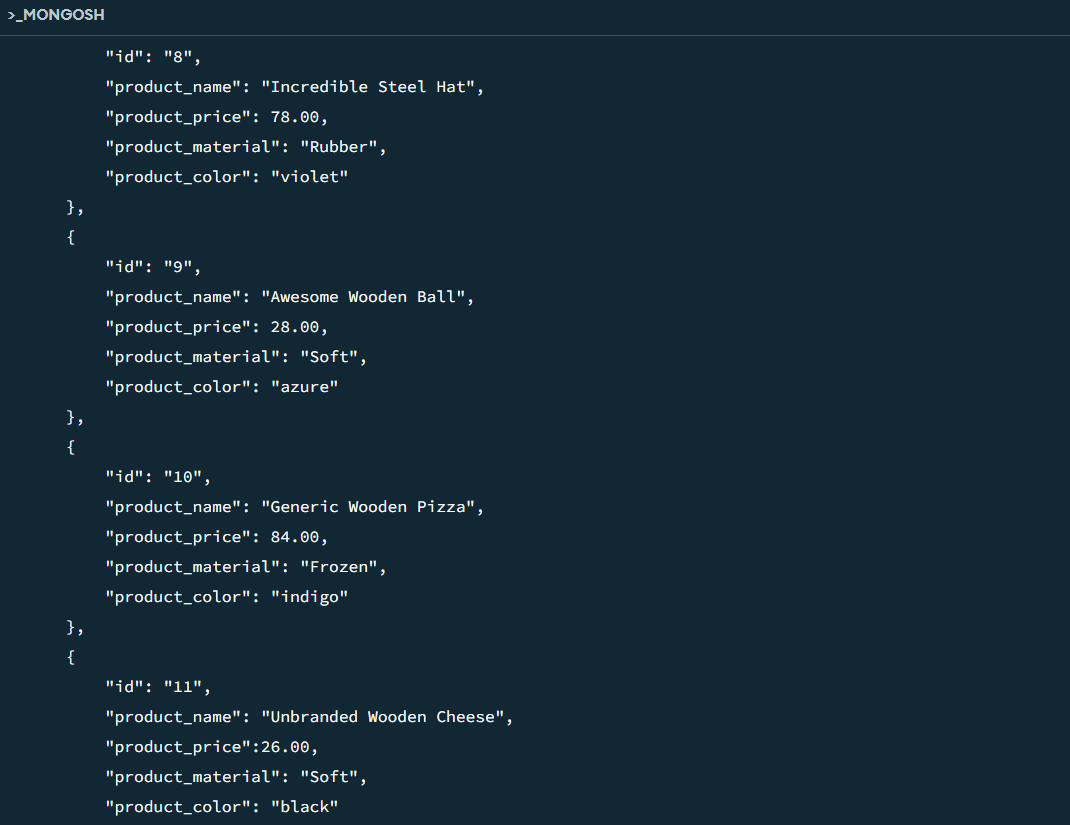 >_MONGOSH
"id": "8",
"product_name": "Incredible Steel Hat",
"product_price": 78.00,
"product_material": "Rubber",
"product_color": "violet"
},
{
"id": "9",
"product_name": "Awesome Wooden Ball",
"product_price": 28.00,
"product_material": "Soft",
"product_color": "azure"
},
{
"id": "10",
"product_name": "Generic Wooden Pizza",
"product_price": 84.00,
"product_material": "Frozen",
"product_color": "indigo"
},
{
"id": "11",
"product_name": "Unbranded Wooden Cheese",
"product_price":26.00,
"product_material": "Soft",
"product_color": "black"